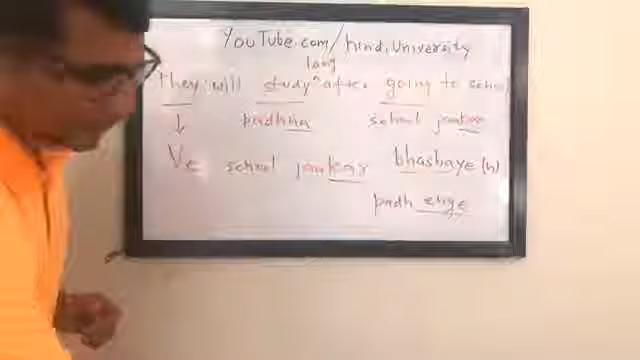 YouTube.com/hindi University
lang
They will study ^ after going to school
padhna school jaakar
Ve school jaakar bhashaye(n)
padh enge